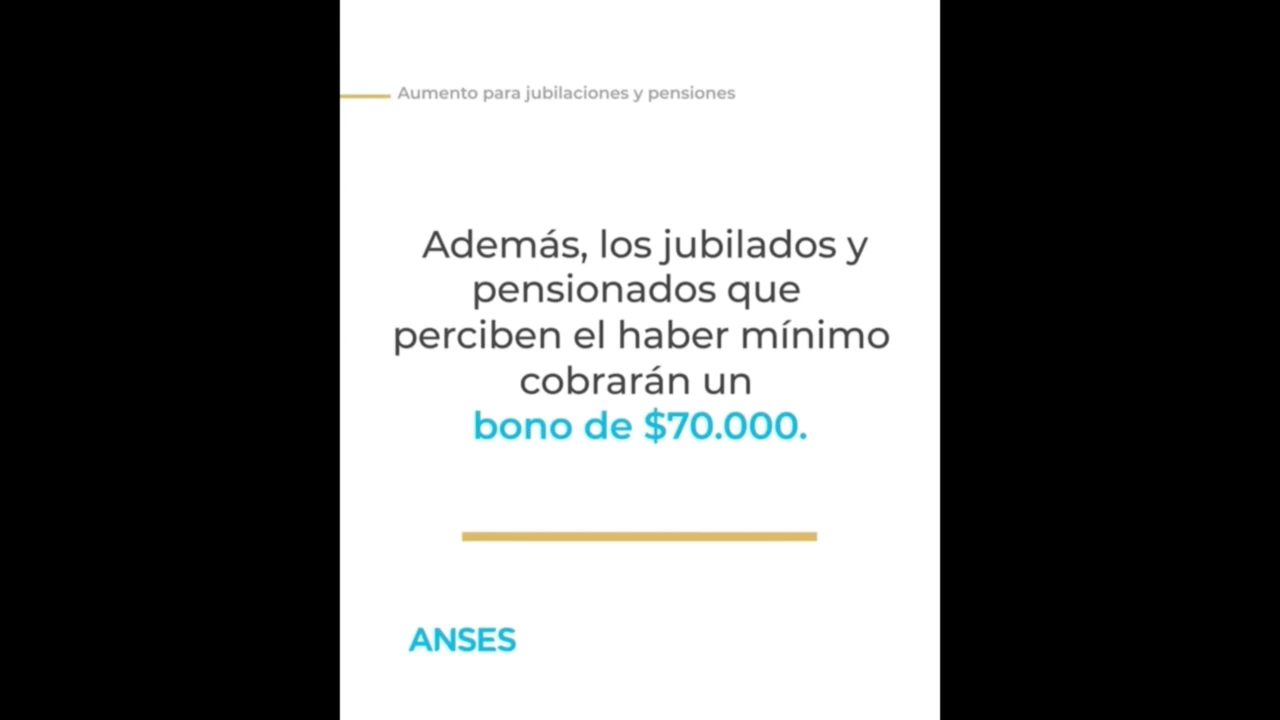 Aumento para jubilaciones y pensiones
Además, los jubilados y
pensionados que
perciben el haber mínimo
cobrarán un
bono de $70.000.
ANSES